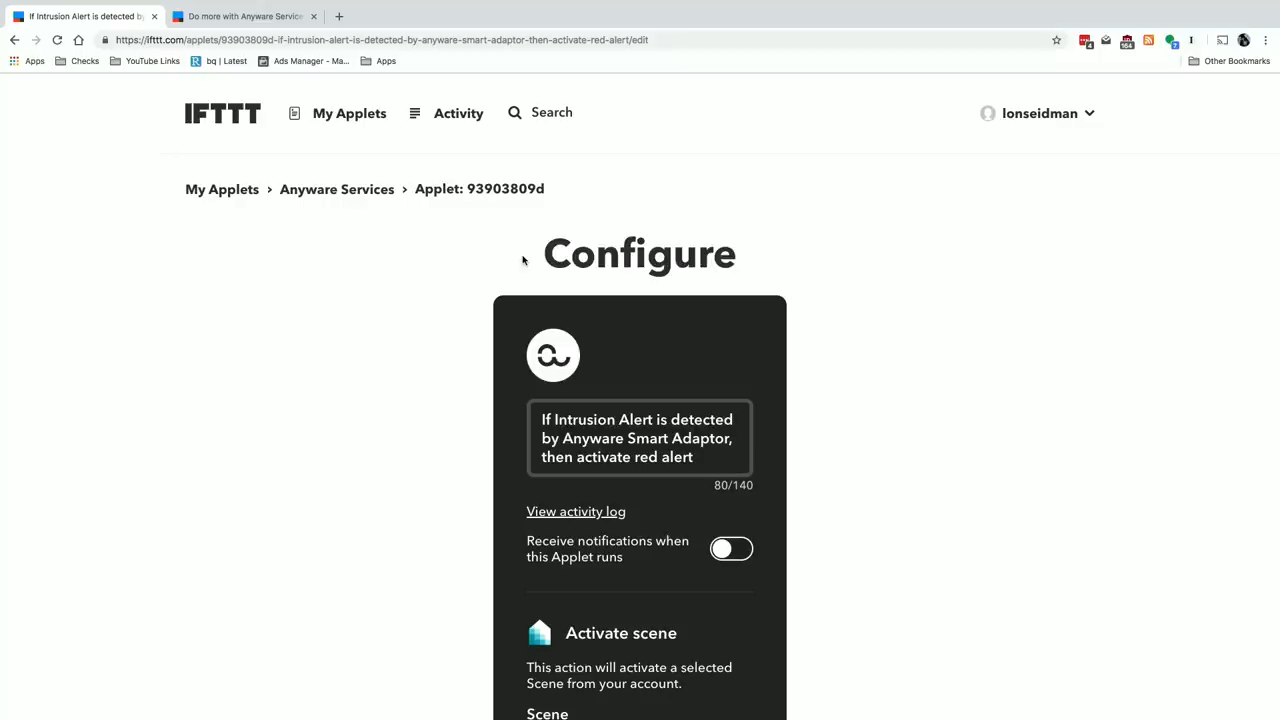 If Intrusion Alert is detected by
Do more with Anyware Service
https://ifttt.com/applets/93903809d-if-intrusion-alert-is-detected-by-anyware-smart-adaptor-then-activate-red-alert/edit
4
164
7
Apps
Checks
YouTube Links
R
bq | Latest
Ads Manager - Ma...
Apps
Other Bookmarks
IFTTT
My Applets
Activity
Search
lonseidman
My Applets › Anyware Services › Applet: 93903809d
Configure
If Intrusion Alert is detected
by Anyware Smart Adaptor,
then activate red alert
80/140
View activity log
Receive notifications when
this Applet runs
Activate scene
This action will activate a selected
Scene from your account.
Scene